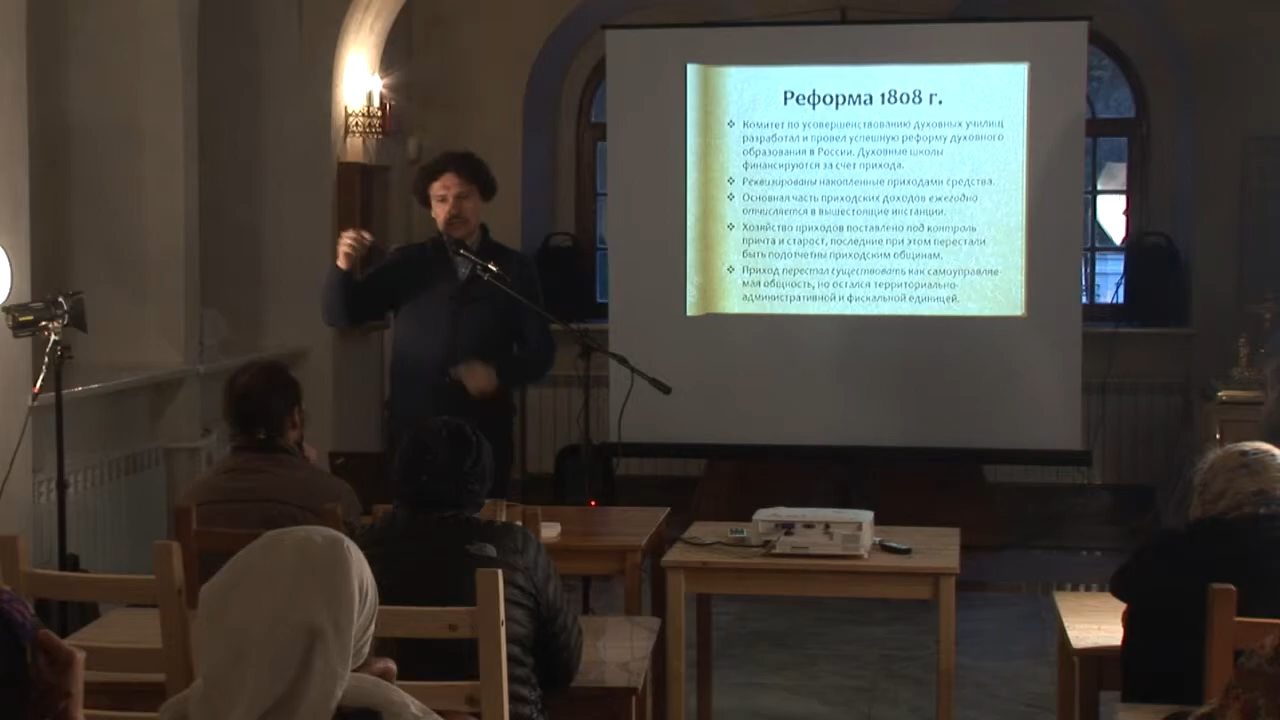 Реформа 1808 г.
❖ Комитет по усовершенствованию духовных училищ
разработал и провел успешную реформу духовного
образования в России. Духовные школы
финансируются за счет прихода.
❖ Реквизированы накопленные приходами средства.
❖ Основная часть приходских доходов ежегодно
отчисляется в вышестоящие инстанции.
❖ Хозяйство приходов поставлено под контроль
причта и старост, последние при этом перестали
быть подотчетны приходским общинам.
❖ Приход перестал существовать как самоуправляе-
мая общность, но остался территориально-
административной и фискальной единицей.